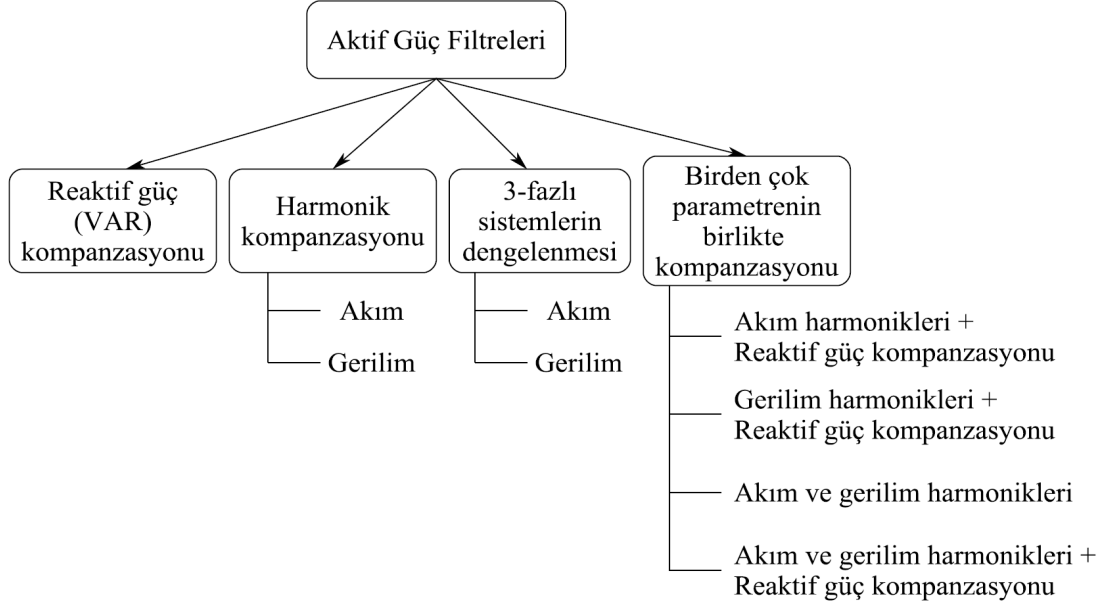 Aktif Güç Filtreleri
Reaktif güç
(VAR)
kompanzasyonu
Harmonik
kompanzasyonu
Akım
Gerilim
3-fazlı
sistemlerin
dengelenmesi
Akım
Gerilim
Birden çok
parametrenin
birlikte
kompanzasyonu
Akım harmonikleri +
Reaktif güç kompanzasyonu
Gerilim harmonikleri +
Reaktif güç kompanzasyonu
Akım ve gerilim harmonikleri
Akım ve gerilim harmonikleri +
Reaktif güç kompanzasyonu